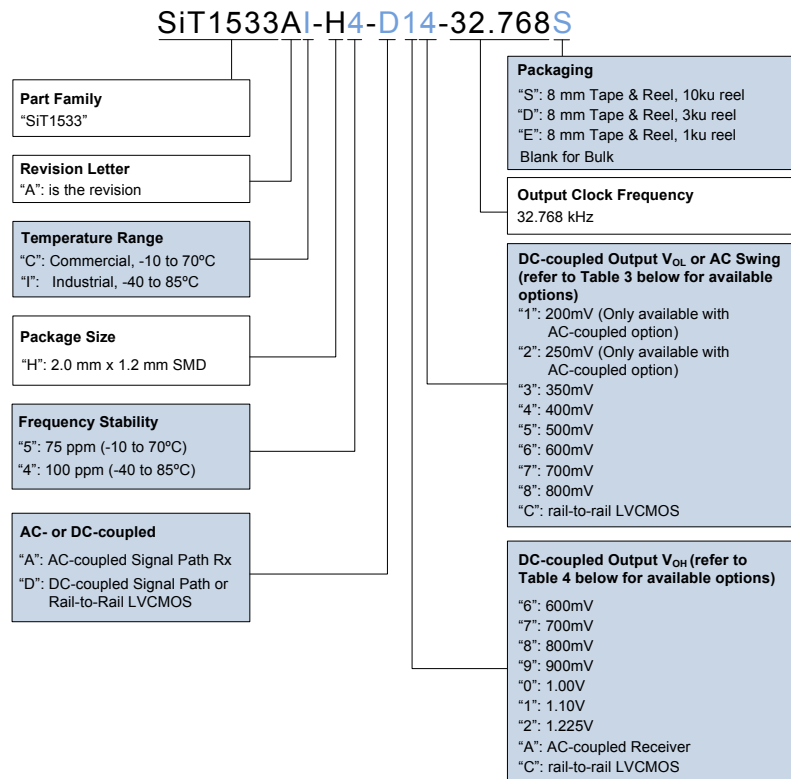 SiT1533AI-H4-D14-32.768S
Part Family
“SiT1533”
Revision Letter
“A”: is the revision
Temperature Range
“C”: Commercial, -10 to 70ºC
“I”: Industrial, -40 to 85ºC
Package Size
“H”: 2.0 mm x 1.2 mm SMD
Frequency Stability
“5”: 75 ppm (-10 to 70ºC)
“4”: 100 ppm (-40 to 85ºC)
AC- or DC-coupled
“A”: AC-coupled Signal Path Rx
“D”: DC-coupled Signal Path or
Rail-to-Rail LVCMOS
Packaging
“S”: 8 mm Tape & Reel, 10ku reel
“D”: 8 mm Tape & Reel, 3ku reel
“E”: 8 mm Tape & Reel, 1ku reel
Blank for Bulk
Output Clock Frequency
32.768 kHz
DC-coupled Output VOL or AC Swing
(refer to Table 3 below for available
options)
“1”: 200mV (Only available with
AC-coupled option)
“2”: 250mV (Only available with
AC-coupled option)
“3”: 350mV
“4”: 400mV
“5”: 500mV
“6”: 600mV
“7”: 700mV
“8”: 800mV
“C”: rail-to-rail LVCMOS
DC-coupled Output VOH (refer to
Table 4 below for available options)
“6”: 600mV
“7”: 700mV
“8”: 800mV
“9”: 900mV
“0”: 1.00V
“1”: 1.10V
“2”: 1.225V
“A”: AC-coupled Receiver
“C”: rail-to-rail LVCMOS